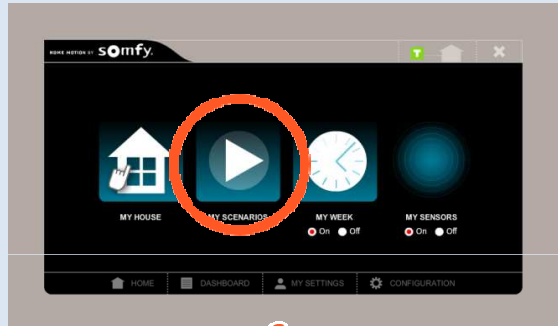 HOME MOTION BY somfy.
T
MY HOUSE
MY SCENARIOS
MY WEEK
MY SENSORS
On Off
On Off
HOME
DASHBOARD
MY SETTINGS
CONFIGURATION